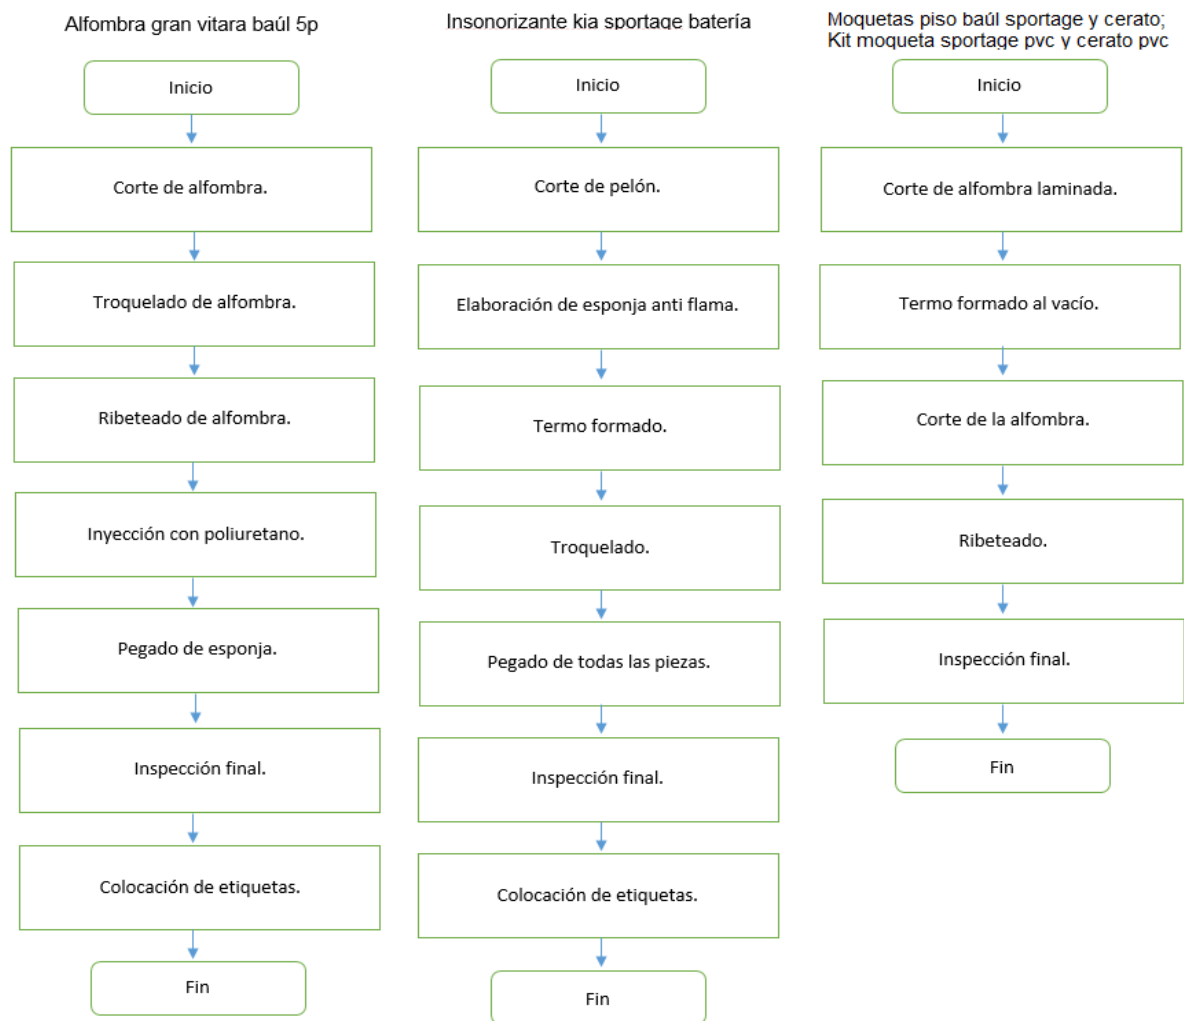 Alfombra gran vitara baúl 5p
Inicio
Corte de alfombra.
Troquelado de alfombra.
Ribeteado de alfombra.
Inyección con poliuretano.
Pegado de esponja.
Inspección final.
Colocación de etiquetas.
Fin
Insonorizante kia sportage batería
Inicio
Corte de pelón.
Elaboración de esponja anti flama.
Termo formado.
Troquelado.
Pegado de todas las piezas.
Inspección final.
Colocación de etiquetas.
Fin
Moquetas piso baúl sportage y cerato;
Kit moqueta sportage pvc y cerato pvc
Inicio
Corte de alfombra laminada.
Termo formado al vacío.
Corte de la alfombra.
Ribeteado.
Inspección final.
Fin